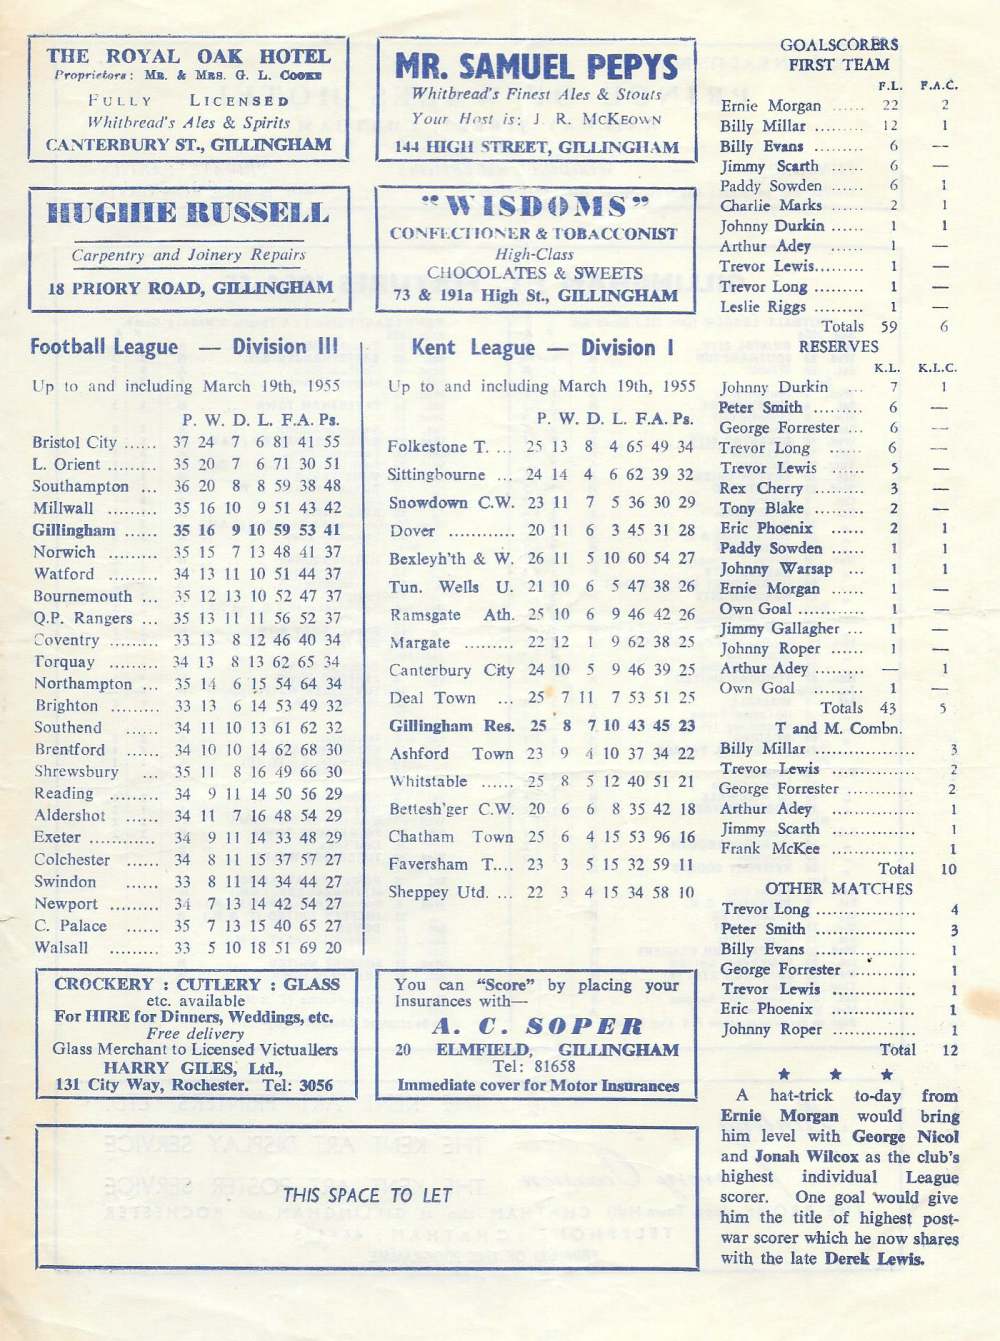 THE ROYAL OAK HOTEL
Proprietors: MR. & MRS. G. L. COOKE
FULLY LICENSED
Whitbread's Ales & Spirits
CANTERBURY ST., GILLINGHAM
MR. SAMUEL PEPYS
Whitbread's Finest Ales & Stouts
Your Host is: J. R. McKEOWN
144 HIGH STREET, GILLINGHAM
HUGHIE RUSSELL
Carpentry and Joinery Repairs
18 PRIORY ROAD, GILLINGHAM
"WISDOMS"
CONFECTIONER & TOBACCONIST
High-Class
CHOCOLATES & SWEETS
73 & 191a High St., GILLINGHAM
Football League — Division III
Up to and including March 19th, 1955
P. W. D. L. F.A. Ps.
Bristol City ...... 37 24 7 6 81 41 55
L. Orient ......... 35 20 7 6 71 30 51
Southampton ... 36 20 8 8 59 38 48
Millwall ......... 35 16 10 9 51 43 42
Gillingham ...... 35 16 9 10 59 53 41
Norwich ......... 35 15 7 13 48 41 37
Watford ......... 34 13 11 10 51 44 37
Bournemouth ... 35 12 13 10 52 47 37
Q.P. Rangers ... 35 13 11 11 56 52 37
Coventry ......... 33 13 8 12 46 40 34
Torquay ......... 34 13 8 13 62 65 34
Northampton ... 35 14 6 15 54 64 34
Brighton ......... 33 13 6 14 53 49 32
Southend ...... 34 11 10 13 61 62 32
Brentford ...... 34 10 10 14 62 68 30
Shrewsbury ... 35 11 8 16 49 66 30
Reading ......... 34 9 11 14 50 56 29
Aldershot ...... 34 11 7 16 48 54 29
Exeter ............ 34 9 11 14 33 48 29
Colchester ...... 34 8 11 15 37 57 27
Swindon ...... 33 8 11 14 34 44 27
Newport ......... 34 7 13 14 42 54 27
C. Palace ...... 35 7 13 15 40 65 27
Walsall ......... 33 5 10 18 51 69 20
Kent League — Division I
Up to and including March 19th, 1955
P. W. D. L. F.A. Ps.
Folkestone T. ... 25 13 8 4 65 49 34
Sittingbourne ... 24 14 4 6 62 39 32
Snowdown C.W. 23 11 7 5 36 30 29
Dover ............ 20 11 6 3 45 31 28
Bexleyh'th & W. 26 11 5 10 60 54 27
Tun. Wells U. 21 10 6 5 47 38 26
Ramsgate Ath. 25 10 6 9 46 42 26
Margate ......... 22 12 1 9 62 38 25
Canterbury City 24 10 5 9 46 39 25
Deal Town ... 25 7 11 7 53 51 25
Gillingham Res. 25 8 7 10 43 45 23
Ashford Town 23 9 4 10 37 34 22
Whitstable ...... 25 8 5 12 40 51 21
Bettesh'ger C.W. 20 6 6 8 35 42 18
Chatham Town 25 6 4 15 53 96 16
Faversham T.... 23 3 5 15 32 59 11
Sheppey Utd. ... 22 3 4 15 34 58 10
CROCKERY : CUTLERY : GLASS
etc. available
For HIRE for Dinners, Weddings, etc.
Free delivery
Glass Merchant to Licensed Victuallers
HARRY GILES, Ltd.,
131 City Way, Rochester. Tel: 3056
You can "Score" by placing your
Insurances with—
A. C. SOPER
20 ELMFIELD, GILLINGHAM
Tel: 81658
Immediate cover for Motor Insurances
THIS SPACE TO LET
GOALSCORERS
FIRST TEAM
F.L. F.A.C.
Ernie Morgan ...... 22 2
Billy Millar ......... 12 1
Billy Evans ......... 6 —
Jimmy Scarth ...... 6 —
Paddy Sowden ...... 6 1
Charlie Marks ...... 2 1
Johnny Durkin ...... 1 1
Arthur Adey ...... 1 —
Trevor Lewis......... 1 —
Trevor Long ......... 1 —
Leslie Riggs ......... 1 —
Totals 59 6
RESERVES
K.L. K.L.C.
Johnny Durkin ... 7 1
Peter Smith ......... 6 —
George Forrester ... 6 —
Trevor Long ...... 6 —
Trevor Lewis ...... 5 —
Rex Cherry ......... 3 —
Tony Blake ......... 2 —
Eric Phoenix ...... 2 1
Paddy Sowden ...... 1 1
Johnny Warsap ... 1 1
Ernie Morgan ...... 1 —
Own Goal ............ 1 —
Jimmy Gallagher ... 1 —
Johnny Roper ...... 1 —
Arthur Adey ......... — 1
Own Goal ......... 1 —
Totals 43 5
T and M. Combn.
Billy Millar .................. 3
Trevor Lewis ............... 2
George Forrester ............ 2
Arthur Adey ............... 1
Jimmy Scarth ............... 1
Frank McKee ............... 1
Total 10
OTHER MATCHES
Trevor Long .................. 4
Peter Smith .................. 3
Billy Evans .................. 1
George Forrester ............ 1
Trevor Lewis ............... 1
Eric Phoenix ............... 1
Johnny Roper ............... 1
Total 12
★ ★ ★
A hat-trick to-day from
Ernie Morgan would bring
him level with George Nicol
and Jonah Wilcox as the club's
highest individual League
scorer. One goal would give
him the title of highest post-
war scorer which he now shares
with the late Derek Lewis.